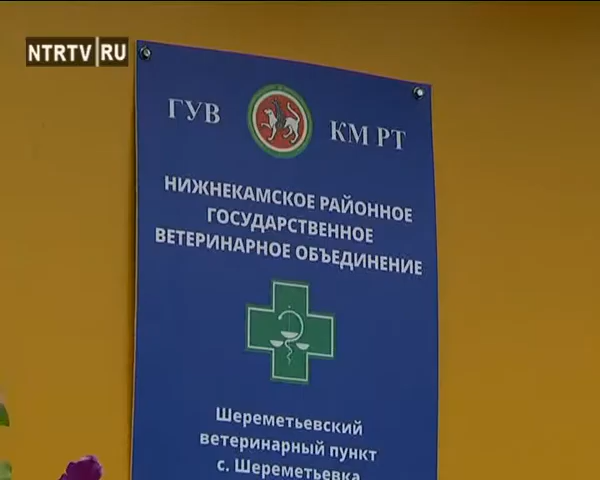 NTRTV RU
ГУВ КМ РТ
НИЖНЕКАМСКОЕ РАЙОННОЕ
ГОСУДАРСТВЕННОЕ
ВЕТЕРИНАРНОЕ ОБЪЕДИНЕНИЕ
Шереметьевский
ветеринарный пункт
с. Шереметьевка